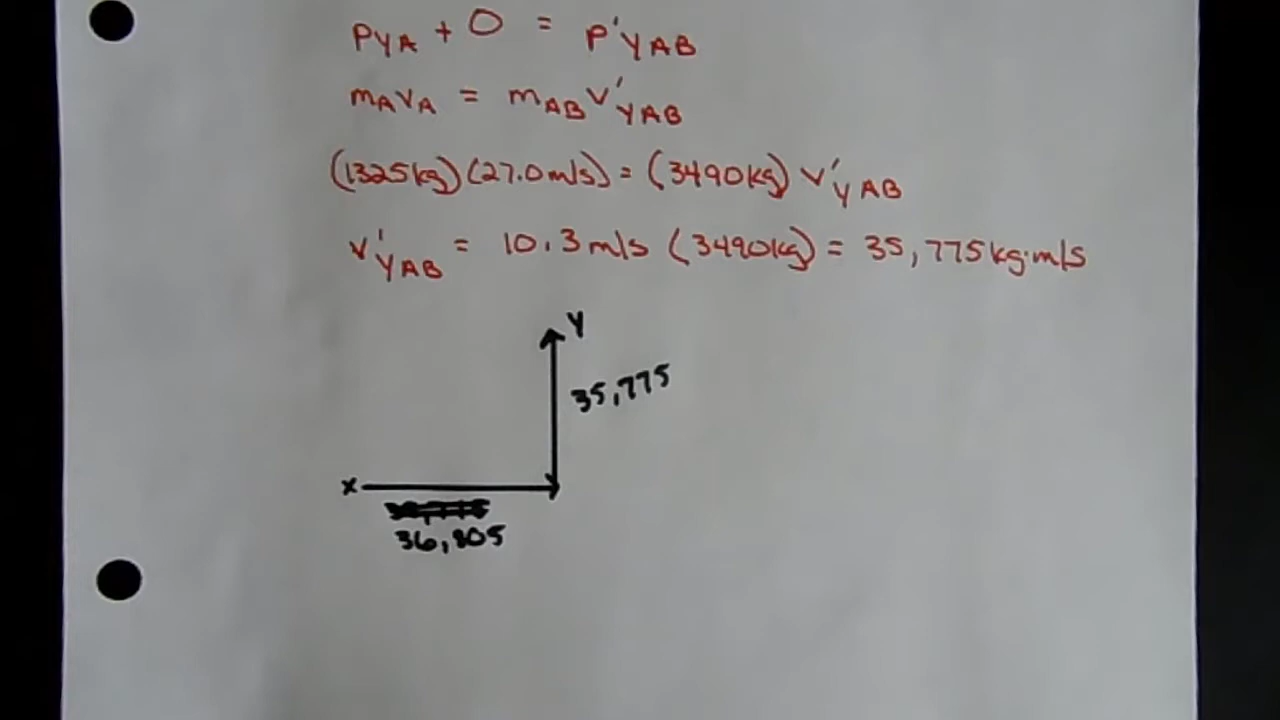 PYA + 0 = P'YAB
mAvA = mABv'YAB
(1325kg)(27.0m/s) = (3490kg) v'YAB
v'YAB = 10.3m/s (3490kg) = 35,775kg·m/s
Y
35,775
x
36,805